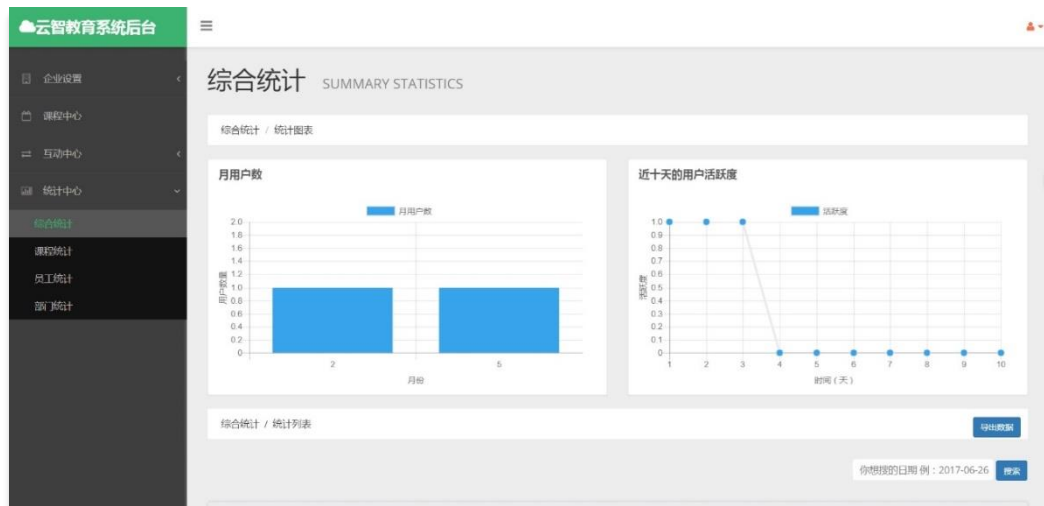 云智教育系统后台
企业设置
课程中心
互动中心
统计中心
综合统计
课程统计
员工统计
部门统计
综合统计 SUMMARY STATISTICS
综合统计 / 统计图表
月用户数
月用户数
2.0
1.8
1.6
1.4
1.2
1.0
0.8
0.6
0.4
0.2
0
用户数量
2 5
月份
近十天的用户活跃度
活跃度
1.0
0.9
0.8
0.7
0.6
0.5
0.4
0.3
0.2
0.1
0
活跃度
1 2 3 4 5 6 7 8 9 10
时间 ( 天 )
综合统计 / 统计列表
导出数据
你想搜的日期 例 : 2017-06-26 搜索